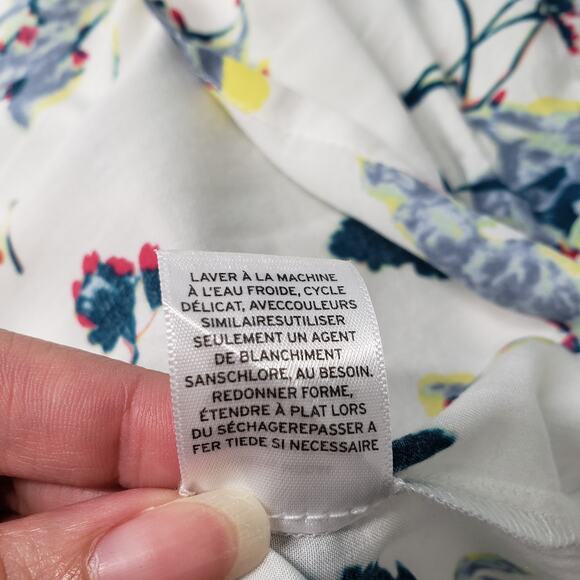 LAVER À LA MACHINE
À L'EAU FROIDE, CYCLE
DÉLICAT, AVECCOULEURS
SIMILAIRESUTILISER
SEULEMENT UN AGENT
DE BLANCHIMENT
SANSCHLORE, AU BESOIN.
REDONNER FORME,
ÉTENDRE À PLAT LORS
DU SÉCHAGEREPASSER A
FER TIEDE SI NECESSAIRE